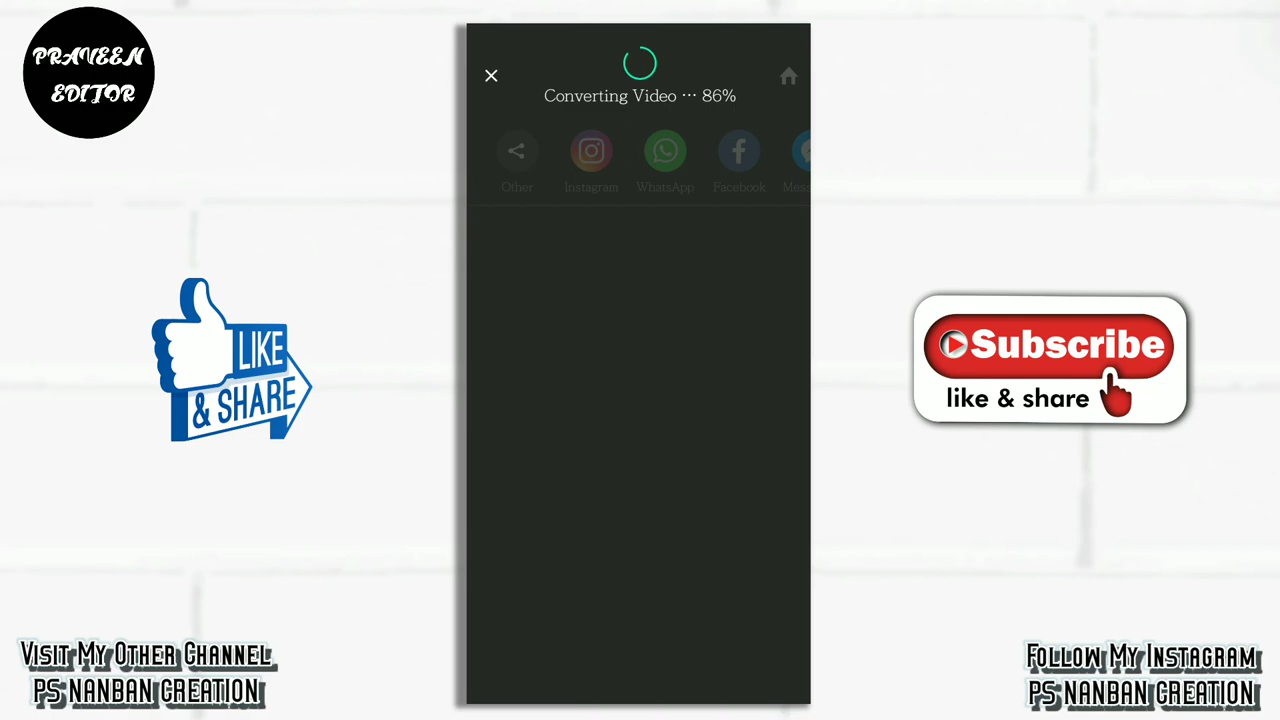 PRAVEEN
EDITOR
Converting Video ··· 86%
Other
Instagram
WhatsApp
Facebook
Mess
LIKE
& SHARE
Subscribe
like & share
VISIT MY OTHER CHANNEL
PS NANBAN CREATION
FOLLOW MY INSTAGRAM
PS NANBAN CREATION